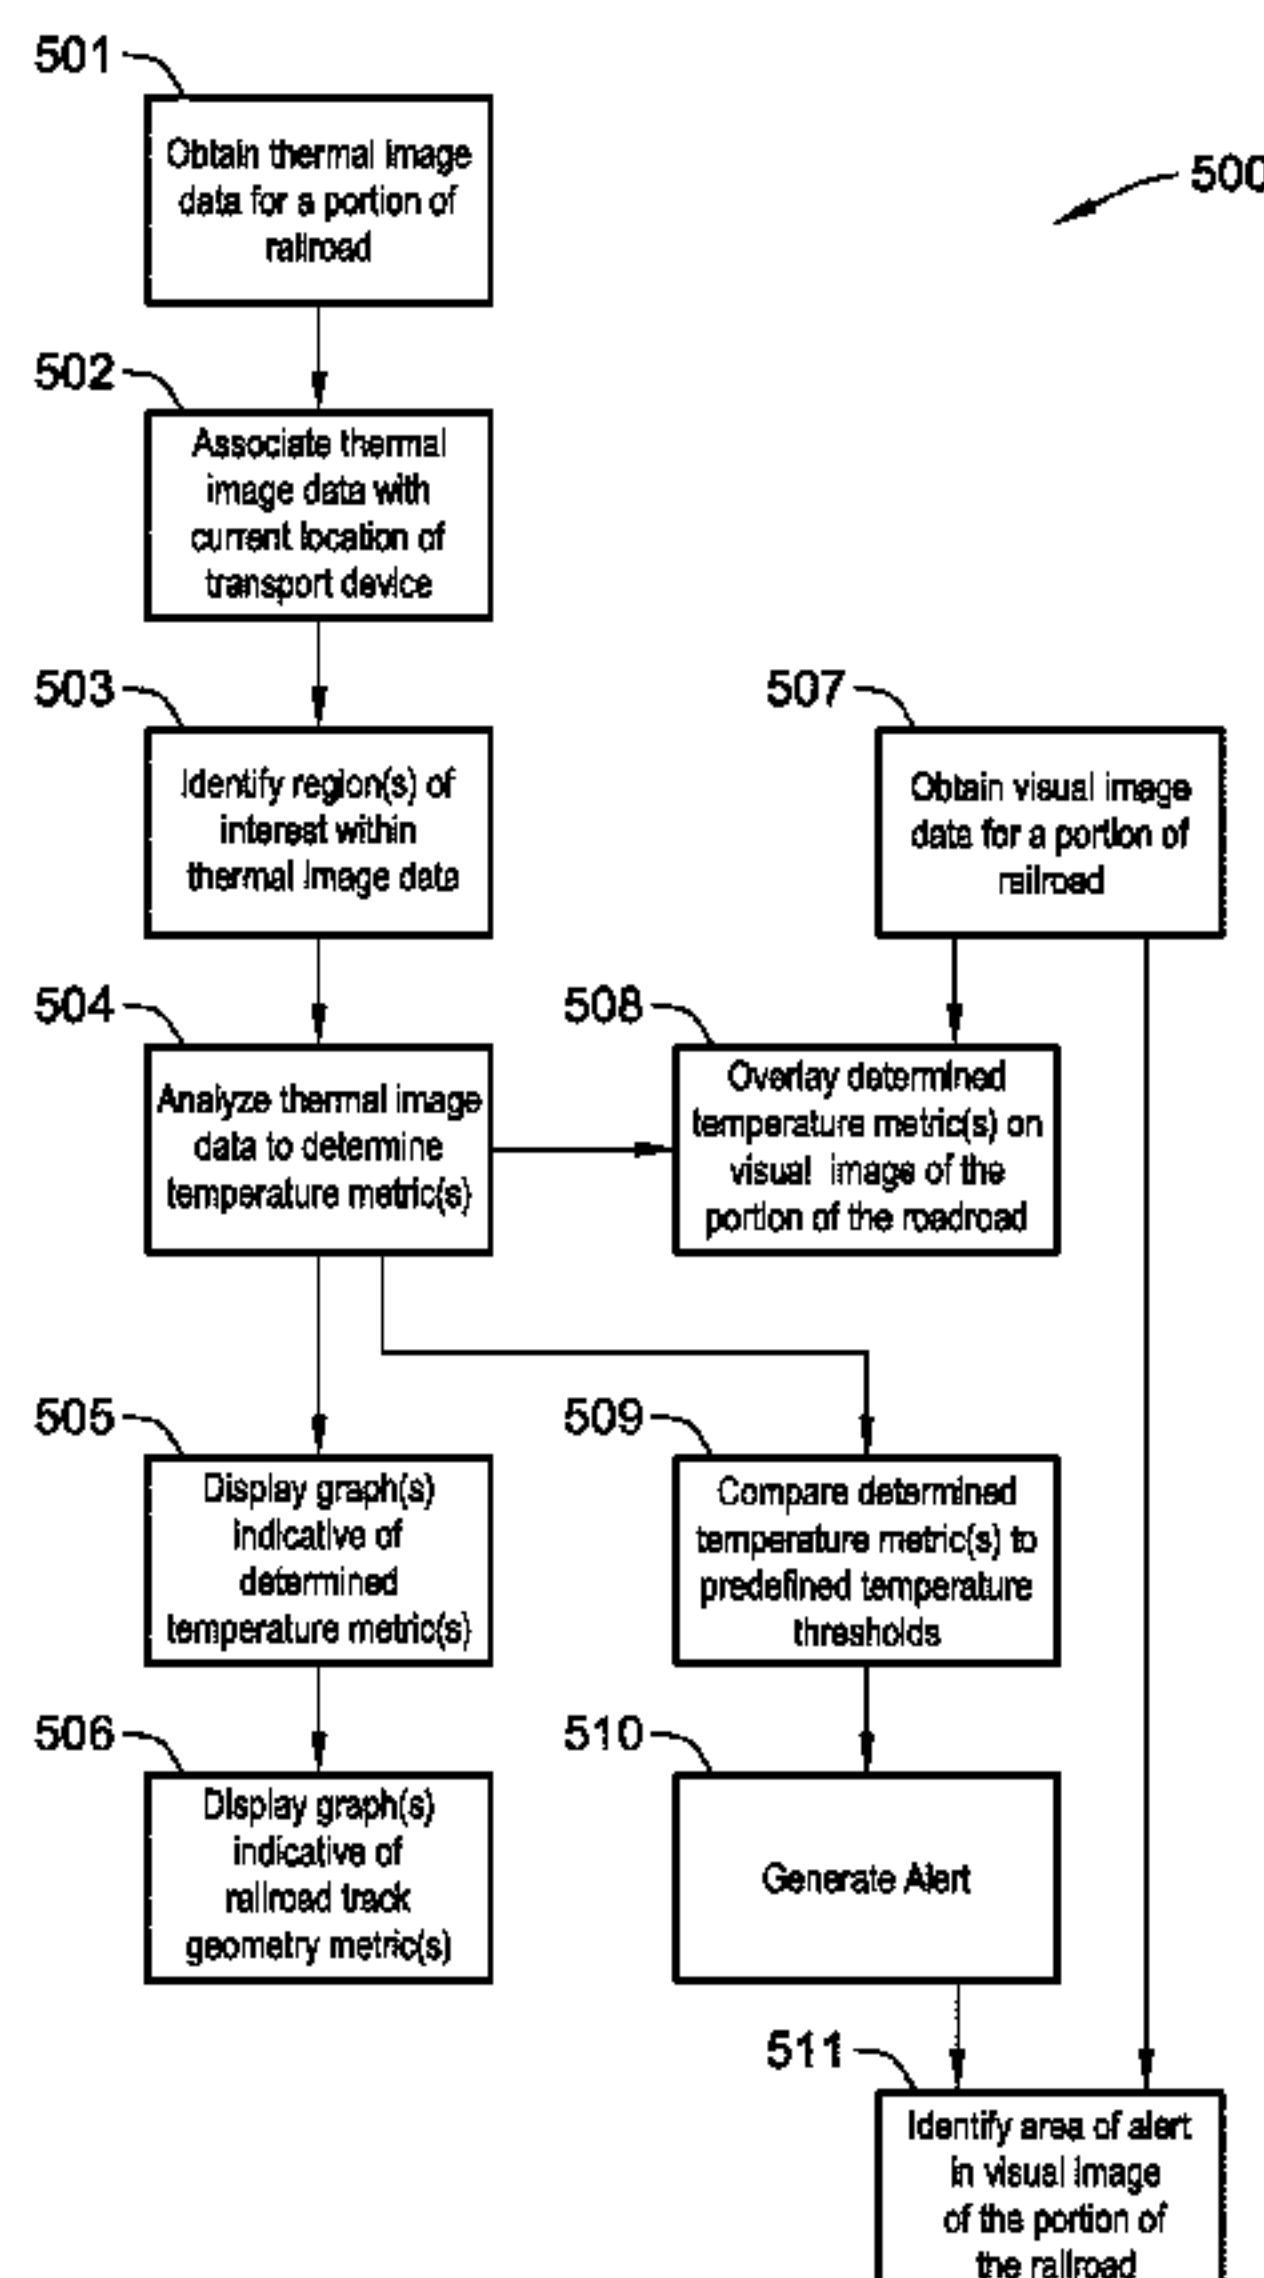 501
Obtain thermal image
data for a portion of
railroad
500
502
Associate thermal
image data with
current location of
transport device
503
Identify region(s) of
interest within
thermal image data
507
Obtain visual image
data for a portion of
railroad
504
Analyze thermal image
data to determine
temperature metric(s)
508
Overlay determined
temperature metric(s) on
visual image of the
portion of the roadroad
505
Display graph(s)
indicative of
determined
temperature metric(s)
509
Compare determined
temperature metric(s) to
predefined temperature
thresholds
506
Display graph(s)
indicative of
railroad track
geometry metric(s)
510
Generate Alert
511
Identify area of alert
in visual image
of the portion of
the railroad